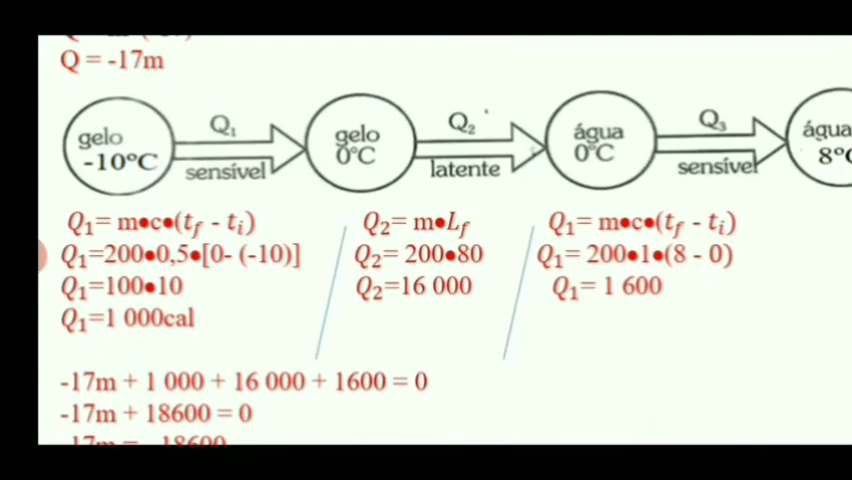 Q = -17m
gelo
-10°C
Q₁
sensível
gelo
0°C
Q₂
latente
água
0°C
Q₃
sensível
água
8°C
Q₁= m•c•(t_f - t_i)
Q₁=200•0,5•[0- (-10)]
Q₁=100•10
Q₁=1 000cal
Q₂= m•L_f
Q₂= 200•80
Q₂=16 000
Q₁= m•c•(t_f - t_i)
Q₁= 200•1•(8 - 0)
Q₁= 1 600
-17m + 1 000 + 16 000 + 1600 = 0
-17m + 18600 = 0
-17m = - 18600